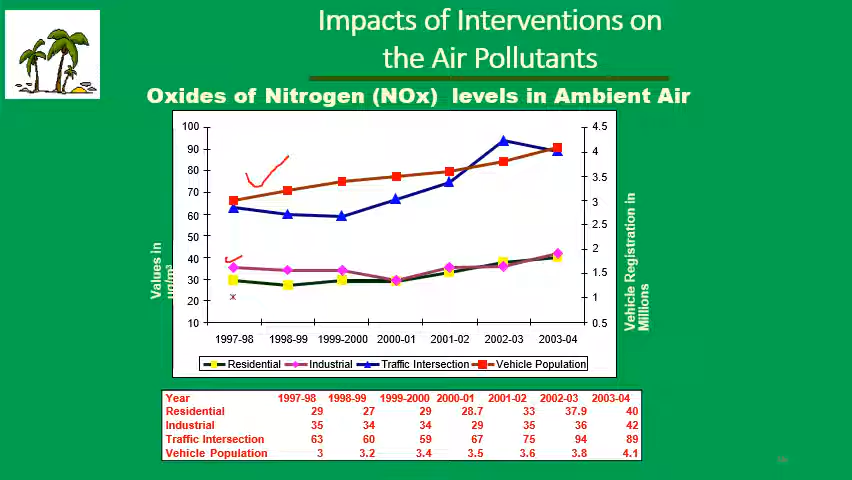 Impacts of Interventions on
the Air Pollutants
Oxides of Nitrogen (NOx) levels in Ambient Air
100
90
80
70
60
50
40
30
20
10
4.5
4
3.5
3
2.5
2
1.5
1
0.5
Values in
µg/m³
Vehicle Registration in
Millions
1997-98 1998-99 1999-2000 2000-01 2001-02 2002-03 2003-04
Residential Industrial Traffic Intersection Vehicle Population
Year 1997-98 1998-99 1999-2000 2000-01 2001-02 2002-03 2003-04
Residential 29 27 29 28.7 33 37.9 40
Industrial 35 34 34 29 35 36 42
Traffic Intersection 63 60 59 67 75 94 89
Vehicle Population 3 3.2 3.4 3.5 3.6 3.8 4.1